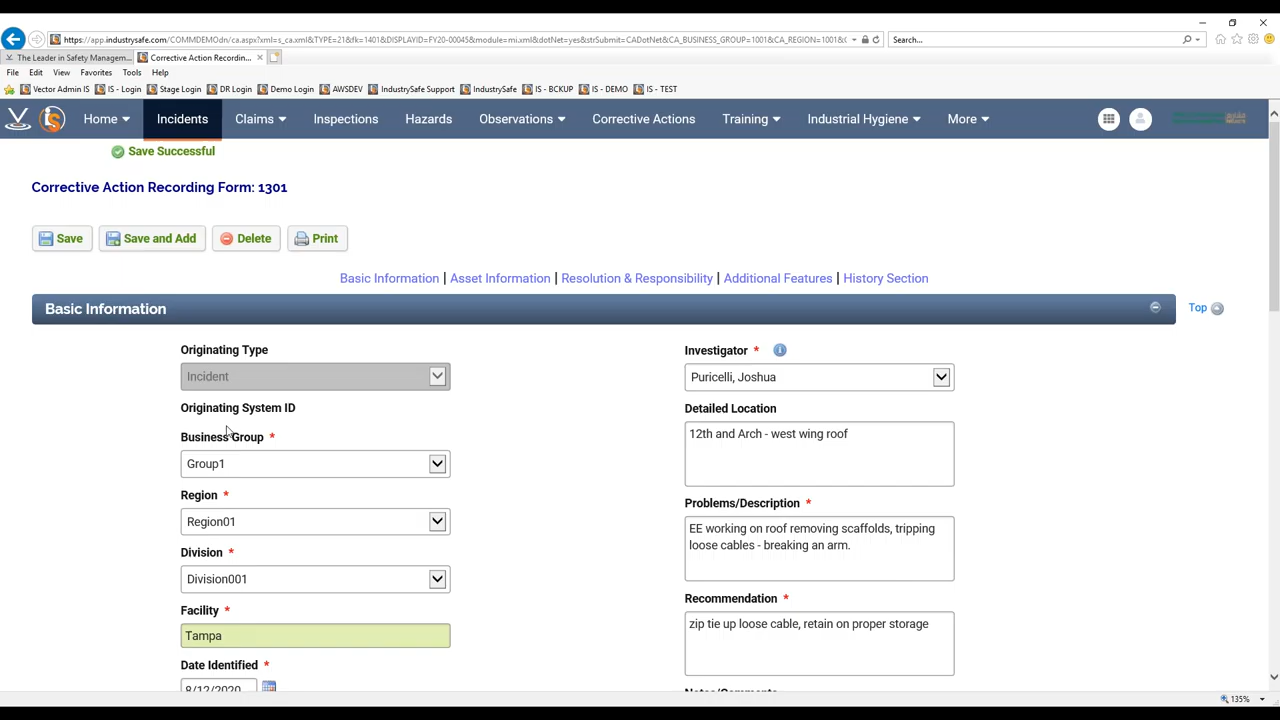 https://app.industrysafe.com/COMMDEMOdn/ca.aspx?xml=s_ca.xml&TYPE=21&fk=1401&DISPLAYID=FY20-00045&module=mi.xml&dotNet=yes&strSubmit=CADotNet&CA_BUSINESS_GROUP=1001&CA_REGION=1001&C
Search...
The Leader in Safety Managem...
Corrective Action Recordin...
File Edit View Favorites Tools Help
Vector Admin IS IS - Login Stage Login DR Login Demo Login AWSDEV IndustrySafe Support IndustrySafe IS - BCKUP IS - DEMO IS - TEST
Home Incidents Claims Inspections Hazards Observations Corrective Actions Training Industrial Hygiene More
Save Successful
Corrective Action Recording Form: 1301
Save Save and Add Delete Print
Basic Information | Asset Information | Resolution & Responsibility | Additional Features | History Section
Basic Information
Top
Originating Type
Incident
Originating System ID
Business Group *
Group1
Region *
Region01
Division *
Division001
Facility *
Tampa
Date Identified *
8/12/2020
Investigator *
Puricelli, Joshua
Detailed Location
12th and Arch - west wing roof
Problems/Description *
EE working on roof removing scaffolds, tripping
loose cables - breaking an arm.
Recommendation *
zip tie up loose cable, retain on proper storage
Notes/Comments
135%